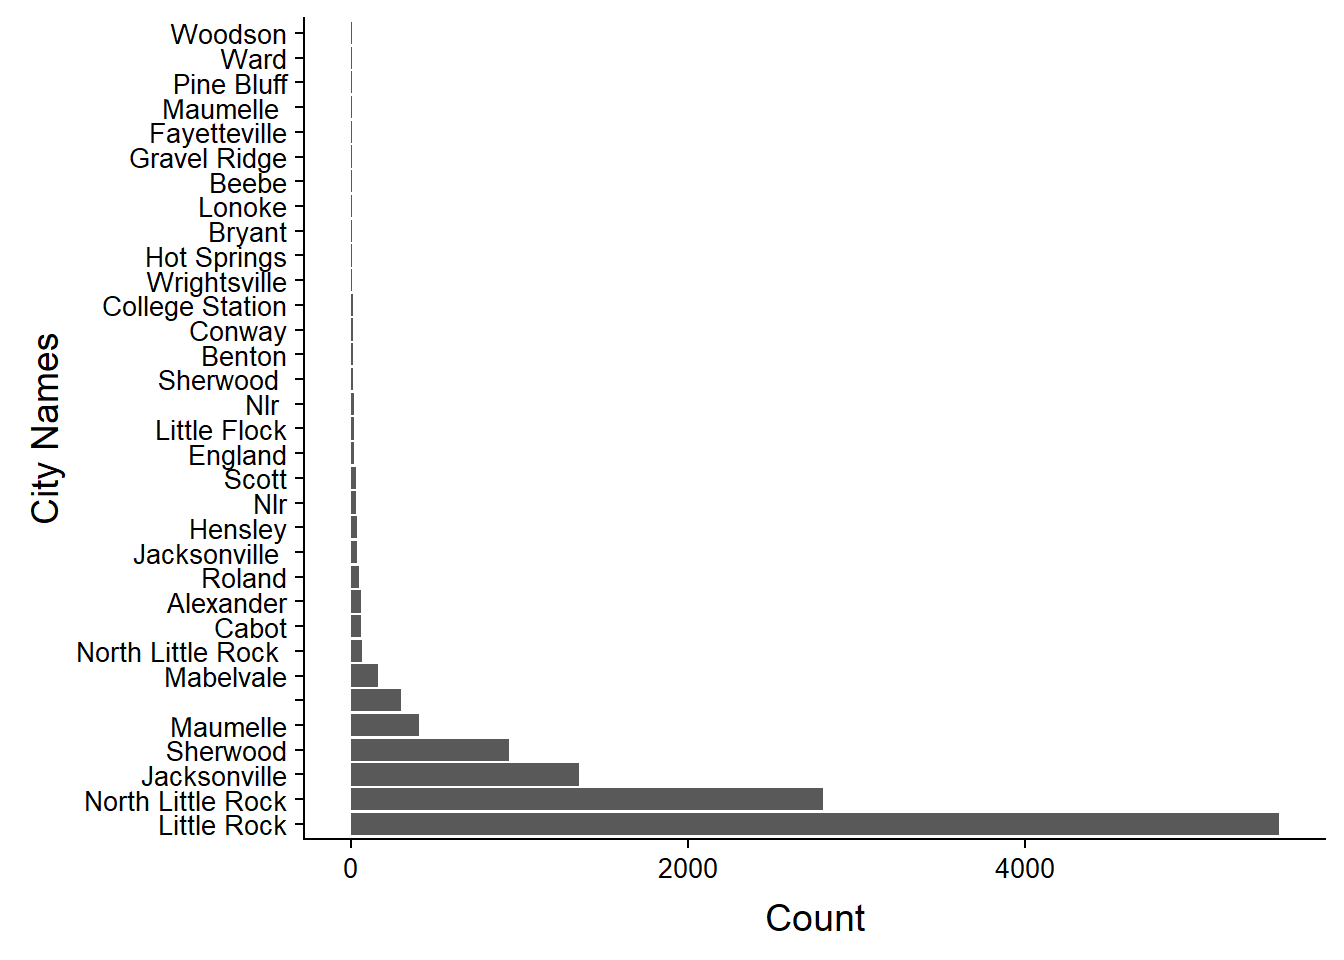 Woodson
Ward
Pine Bluff
Maumelle
Fayetteville
Gravel Ridge
Beebe
Lonoke
Bryant
Hot Springs
Wrightsville
College Station
Conway
Benton
Sherwood
Nlr
Little Flock
England
Scott
Nlr
Hensley
Jacksonville
Roland
Alexander
Cabot
North Little Rock
Mabelvale
Maumelle
Sherwood
Jacksonville
North Little Rock
Little Rock
City Names
0 2000 4000
Count